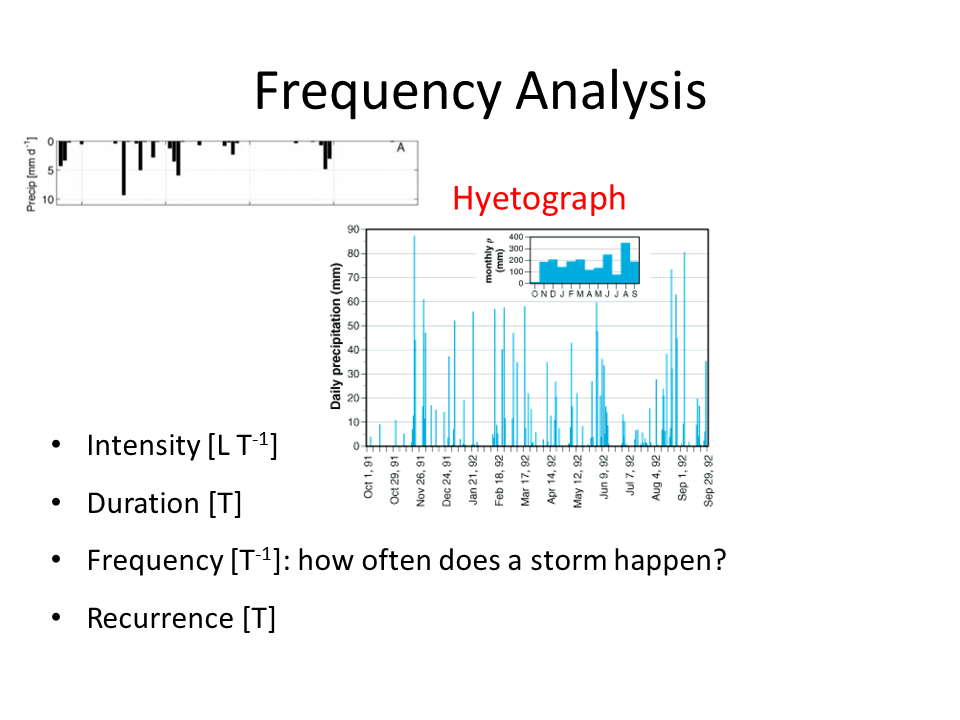 Frequency Analysis
Precip [mm d⁻¹]
0
5
10
A
Hyetograph
Daily precipitation (mm)
90
80
70
60
50
40
30
20
10
0
monthly p
(mm)
400
300
200
100
0
O N D J F M A M J J A S
Oct 1, 91
Oct 29, 91
Nov 26, 91
Dec 24, 91
Jan 21, 92
Feb 18, 92
Mar 17, 92
Apr 14, 92
May 12, 92
Jun 9, 92
Jul 7, 92
Aug 4, 92
Sep 1, 92
Sep 29, 92
• Intensity [L T⁻¹]
• Duration [T]
• Frequency [T⁻¹]: how often does a storm happen?
• Recurrence [T]